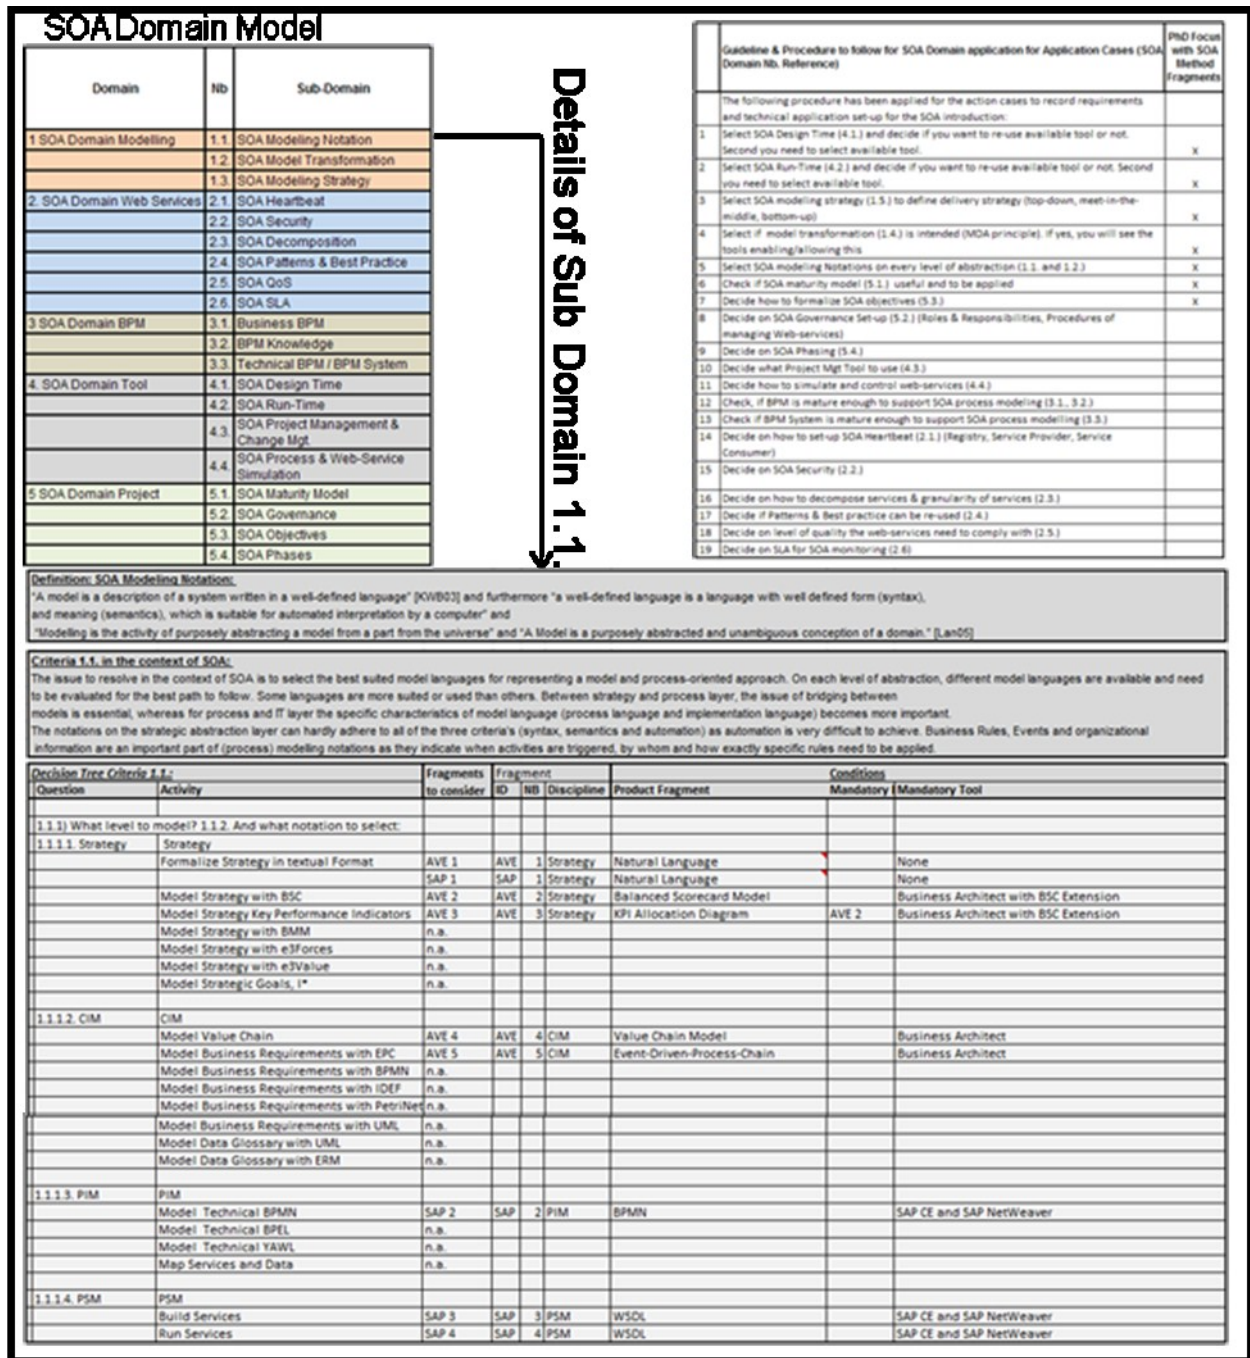 SOA Domain Model
Domain Nb Sub-Domain
1 SOA Domain Modelling 1.1. SOA Modeling Notation
1.2. SOA Model Transformation
1.3. SOA Modeling Strategy
2. SOA Domain Web Services 2.1. SOA Heartbeat
2.2. SOA Security
2.3. SOA Decomposition
2.4. SOA Patterns & Best Practice
2.5. SOA QoS
2.6. SOA SLA
3 SOA Domain BPM 3.1. Business BPM
3.2. BPM Knowledge
3.3. Technical BPM / BPM System
4. SOA Domain Tool 4.1. SOA Design Time
4.2. SOA Run-Time
4.3. SOA Project Management &
Change Mgt.
4.4. SOA Process & Web-Service
Simulation
5 SOA Domain Project 5.1. SOA Maturity Model
5.2. SOA Governance
5.3. SOA Objectives
5.4. SOA Phases
Details of Sub Domain 1.1.
Guideline & Procedure to follow for SOA Domain application for Application Cases (SOA
Domain Nb. Reference)
PhD Focus
with SOA
Method
Fragments
The following procedure has been applied for the action cases to record requirements
and technical application set-up for the SOA introduction:
1 Select SOA Design Time (4.1.) and decide if you want to re-use available tool or not.
Second you need to select available tool. x
2 Select SOA Run-Time (4.2.) and decide if you want to re-use available tool or not. Second
you need to select available tool. x
3 Select SOA modeling strategy (1.5.) to define delivery strategy (top-down, meet-in-the-
middle, bottom-up) x
4 Select if model transformation (1.4.) is intended (MDA principle). If yes, you will see the
tools enabling/allowing this x
5 Select SOA modeling Notations on every level of abstraction (1.1. and 1.2.) x
6 Check if SOA maturity model (5.1.) useful and to be applied x
7 Decide how to formalize SOA objectives (5.3.) x
8 Decide on SOA Governance Set-up (5.2.) (Roles & Responsibilities, Procedures of
managing Web-services)
9 Decide on SOA Phasing (5.4.)
10 Decide what Project Mgt Tool to use (4.3.)
11 Decide how to simulate and control web-services (4.4.)
12 Check, if BPM is mature enough to support SOA process modeling (3.1., 3.2.)
13 Check if BPM System is mature enough to support SOA process modelling (3.3.)
14 Decide on how to set-up SOA Heartbeat (2.1.) (Registry, Service Provider, Service
Consumer)
15 Decide on SOA Security (2.2.)
16 Decide on how to decompose services & granularity of services (2.3.)
17 Decide if Patterns & Best practice can be re-used (2.4.)
18 Decide on level of quality the web-services need to comply with (2.5.)
19 Decide on SLA for SOA monitoring (2.6)
Definition: SOA Modeling Notation:
"A model is a description of a system written in a well-defined language" [KWB03] and furthermore "a well-defined language is a language with well defined form (syntax),
and meaning (semantics), which is suitable for automated interpretation by a computer" and
"Modelling is the activity of purposely abstracting a model from a part from the universe" and "A Model is a purposely abstracted and unambiguous conception of a domain." [Lan05]
Criteria 1.1. in the context of SOA:
The issue to resolve in the context of SOA is to select the best suited model languages for representing a model and process-oriented approach. On each level of abstraction, different model languages are available and need
to be evaluated for the best path to follow. Some languages are more suited or used than others. Between strategy and process layer, the issue of bridging between
models is essential, whereas for process and IT layer the specific characteristics of model language (process language and implementation language) becomes more important.
The notations on the strategic abstraction layer can hardly adhere to all of the three criteria's (syntax, semantics and automation) as automation is very difficult to achieve. Business Rules, Events and organizational
information are an important part of (process) modeling notations as they indicate when activities are triggered, by whom and how exactly specific rules need to be applied.
Decision Tree Criteria 1.1.: Fragments Fragment Conditions
Question Activity to consider ID NB Discipline Product Fragment Mandatory Mandatory Tool
1.1.1) What level to model? 1.1.2. And what notation to select:
1.1.1.1. Strategy Strategy
Formalize Strategy in textual Format AVE 1 AVE 1 Strategy Natural Language None
SAP 1 SAP 1 Strategy Natural Language None
Model Strategy with BSC AVE 2 AVE 2 Strategy Balanced Scorecard Model Business Architect with BSC Extension
Model Strategy Key Performance Indicators AVE 3 AVE 3 Strategy KPI Allocation Diagram AVE 2 Business Architect with BSC Extension
Model Strategy with BMM n.a.
Model Strategy with e3Forces n.a.
Model Strategy with e3Value n.a.
Model Strategic Goals, I* n.a.
1.1.1.2. CIM CIM
Model Value Chain AVE 4 AVE 4 CIM Value Chain Model Business Architect
Model Business Requirements with EPC AVE 5 AVE 5 CIM Event-Driven-Process-Chain Business Architect
Model Business Requirements with BPMN n.a.
Model Business Requirements with IDEF n.a.
Model Business Requirements with PetriNet n.a.
Model Business Requirements with UML n.a.
Model Data Glossary with UML n.a.
Model Data Glossary with ERM n.a.
1.1.1.3. PIM PIM
Model Technical BPMN SAP 2 SAP 2 PIM BPMN SAP CE and SAP NetWeaver
Model Technical BPEL n.a.
Model Technical YAWL n.a.
Map Services and Data n.a.
1.1.1.4. PSM PSM
Build Services SAP 3 SAP 3 PSM WSDL SAP CE and SAP NetWeaver
Run Services SAP 4 SAP 4 PSM WSDL SAP CE and SAP NetWeaver